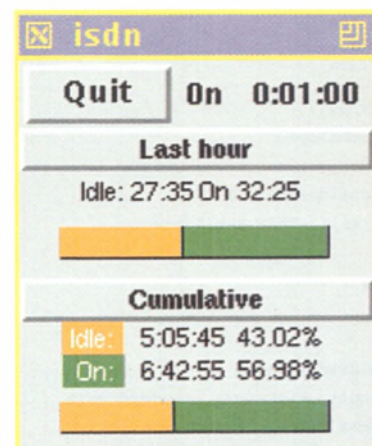 isdn
Quit On 0:01:00
Last hour
Idle: 27:35 On 32:25
Cumulative
Idle: 5:05:45 43.02%
On: 6:42:55 56.98%